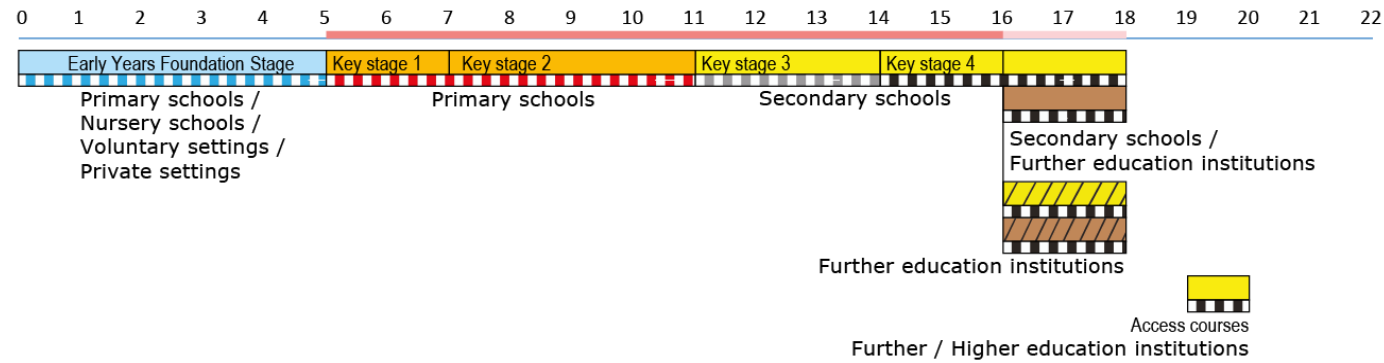 0 1 2 3 4 5 6 7 8 9 10 11 12 13 14 15 16 17 18 19 20 21 22
Early Years Foundation Stage Key stage 1 Key stage 2 Key stage 3 Key stage 4
Primary schools /
Nursery schools /
Voluntary settings /
Private settings
Primary schools
Secondary schools
Secondary schools /
Further education institutions
Further education institutions
Access courses
Further / Higher education institutions